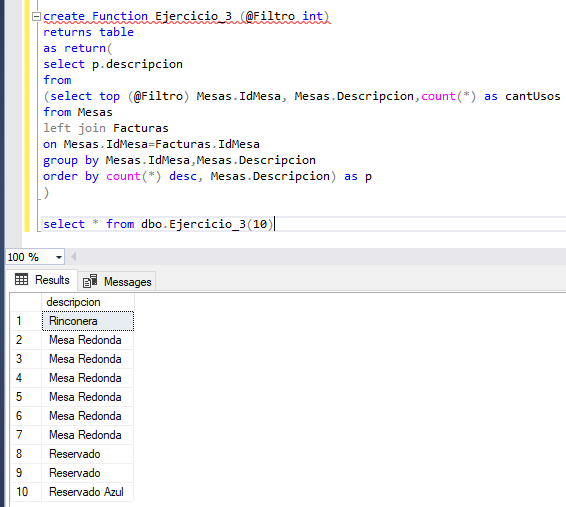 create Function Ejercicio_3 (@Filtro int)
returns table
as return(
select p.descripcion
from
(select top (@Filtro) Mesas.IdMesa, Mesas.Descripcion,count(*) as cantUsos
from Mesas
left join Facturas
on Mesas.IdMesa=Facturas.IdMesa
group by Mesas.IdMesa,Mesas.Descripcion
order by count(*) desc, Mesas.Descripcion) as p
)
select * from dbo.Ejercicio_3(10)
100 %
Results Messages
descripcion
1 Rinconera
2 Mesa Redonda
3 Mesa Redonda
4 Mesa Redonda
5 Mesa Redonda
6 Mesa Redonda
7 Mesa Redonda
8 Reservado
9 Reservado
10 Reservado Azul